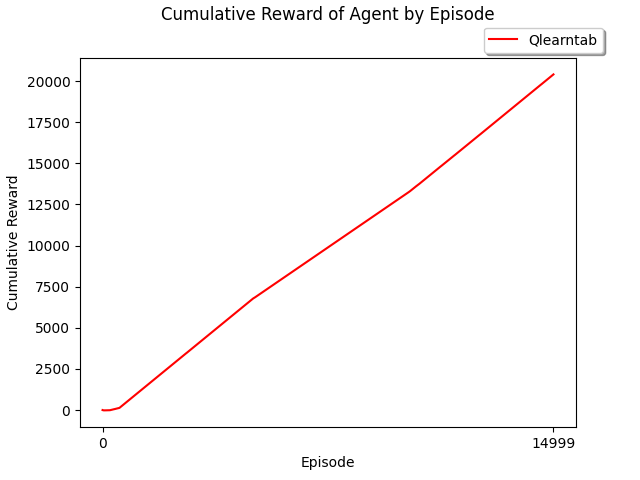 Cumulative Reward of Agent by Episode
Qlearntab
20000
17500
15000
12500
10000
7500
5000
2500
0
Cumulative Reward
0 14999
Episode